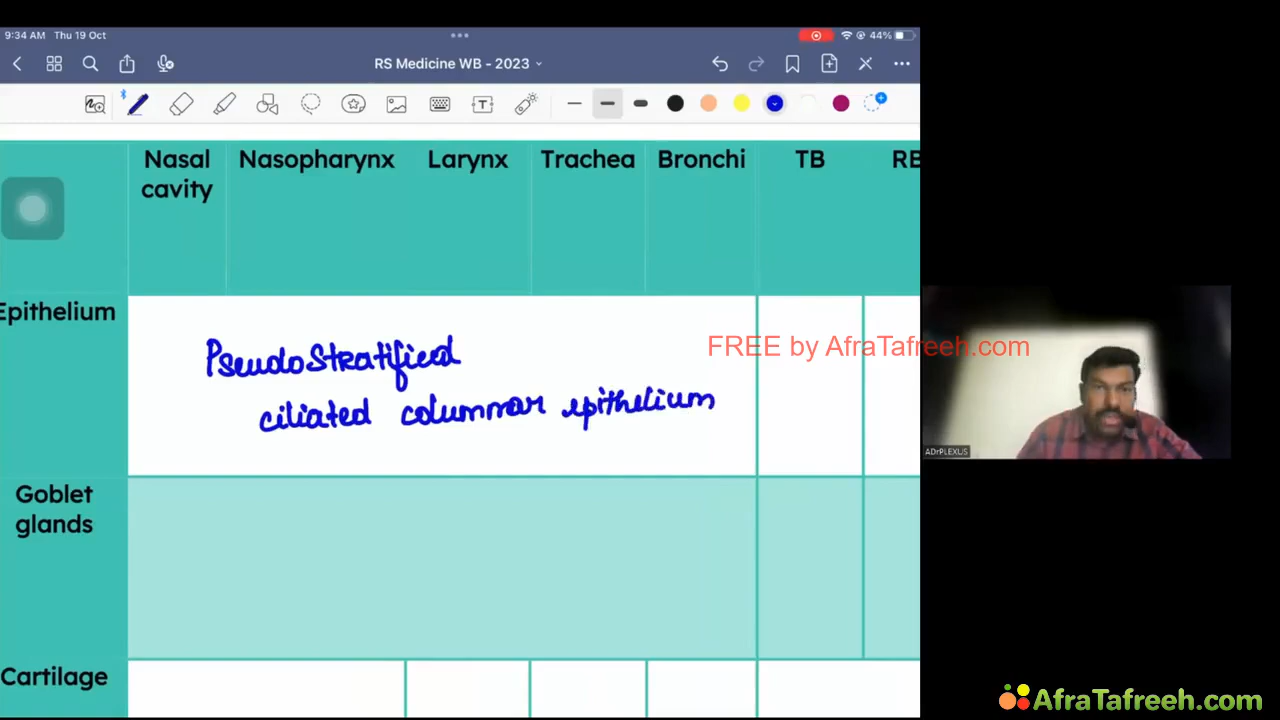 9:34 AM Thu 19 Oct
44%
RS Medicine WB - 2023
Nasal cavity
Nasopharynx
Larynx
Trachea
Bronchi
TB
RB
Epithelium
Pseudostratified
ciliated columnar epithelium
FREE by AfraTafreeh.com
ADrPLEXUS
Goblet glands
Cartilage
AfraTafreeh.com